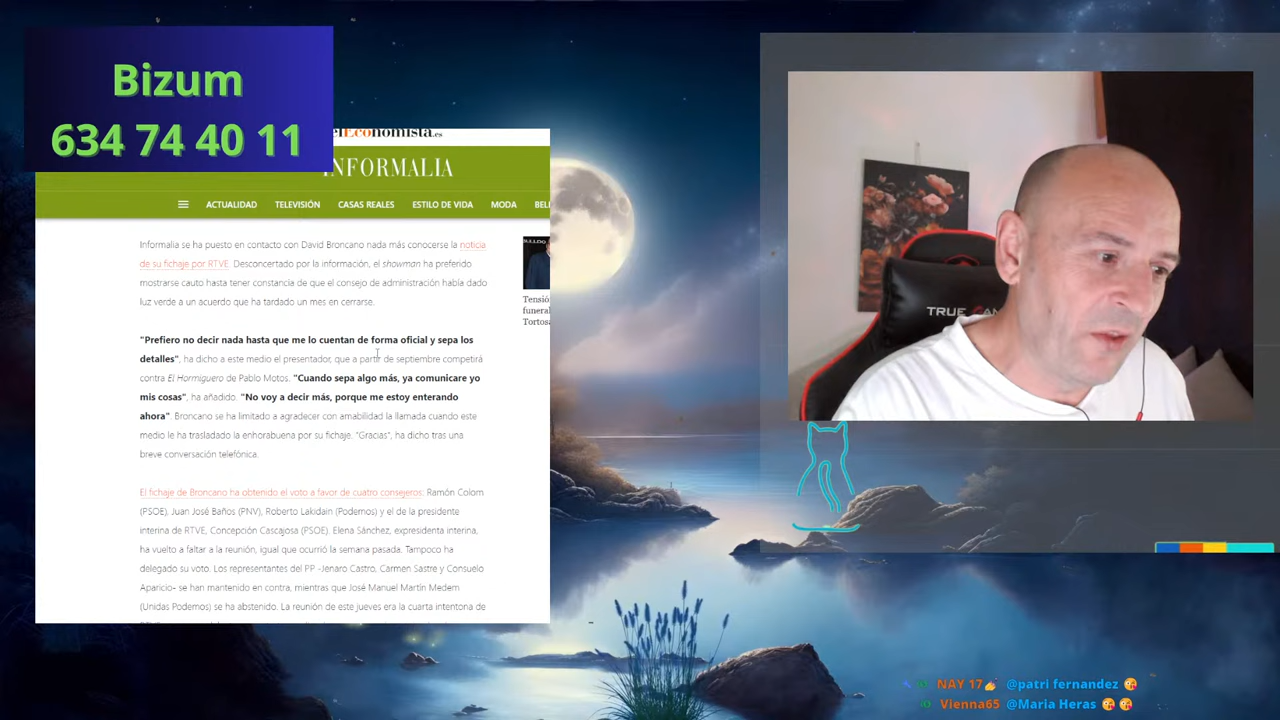 Bizum
634 74 40 11
elEconomista.es
INFORMALIA
ACTUALIDAD TELEVISIÓN CASAS REALES ESTILO DE VIDA MODA BEL
Informalia se ha puesto en contacto con David Broncano nada más conocerse la noticia
de su fichaje por RTVE. Desconcertado por la información, el showman ha preferido
mostrarse cauto hasta tener constancia de que el consejo de administración había dado
luz verde a un acuerdo que ha tardado un mes en cerrarse.
"Prefiero no decir nada hasta que me lo cuentan de forma oficial y sepa los
detalles", ha dicho a este medio el presentador, que a partir de septiembre competirá
contra El Hormiguero de Pablo Motos. "Cuando sepa algo más, ya comunicare yo
mis cosas", ha añadido. "No voy a decir más, porque me estoy enterando
ahora". Broncano se ha limitado a agradecer con amabilidad la llamada cuando este
medio le ha trasladado la enhorabuena por su fichaje. "Gracias", ha dicho tras una
breve conversación telefónica.
El fichaje de Broncano ha obtenido el voto a favor de cuatro consejeros: Ramón Colom
(PSOE), Juan José Baños (PNV), Roberto Lakidain (Podemos) y el de la presidente
interina de RTVE, Concepción Cascajosa (PSOE). Elena Sánchez, expresidenta interina,
ha vuelto a faltar a la reunión, igual que ocurrió la semana pasada. Tampoco ha
delegado su voto. Los representantes del PP -Jenaro Castro, Carmen Sastre y Consuelo
Aparicio- se han mantenido en contra, mientras que José Manuel Martín Medem
(Unidas Podemos) se ha abstenido. La reunión de este jueves era la cuarta intentona de
Tensió
funeral
Tortosa
TRUE
NAY 17 @patri fernandez
Vienna65 @Maria Heras